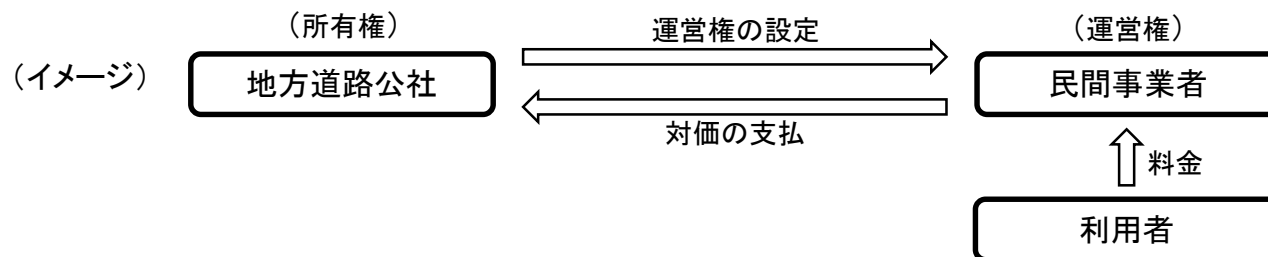 （所有権）
運営権の設定
（運営権）
（イメージ）
地方道路公社
民間事業者
対価の支払
料金
利用者